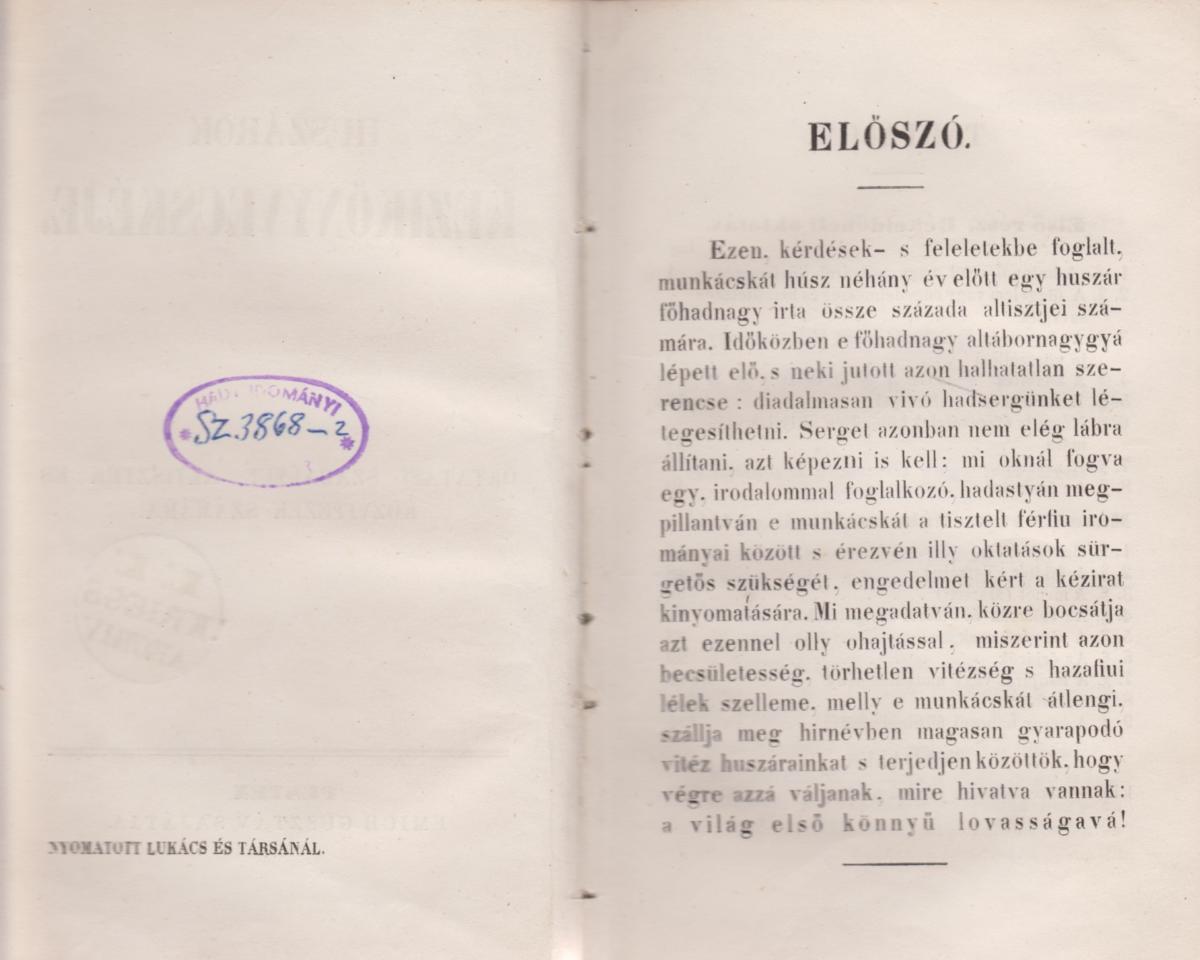 HAD IDOMÁNYI
SZ.3868-2
NYOMATOTT LUKÁCS ÉS TÁRSÁNÁL.
ELŐSZÓ.
Ezen, kérdések- s feleletekbe foglalt,
munkácskát húsz néhány év előtt egy huszár
főhadnagy irta össze százada altisztjei szá-
mára. Időközben e főhadnagy altábornagygyá
lépett elő, s neki jutott azon halhatatlan sze-
rencse : diadalmasan vivó hadsergünket lé-
tegesíthetni. Serget azonban nem elég lábra
állítani, azt képezni is kell; mi oknál fogva
egy, irodalommal foglalkozó, hadastyán meg-
pillantván e munkácskát a tisztelt férfiu iro-
mányai között s érezvén illy oktatások sür-
getős szükségét, engedelmet kért a kézirat
kinyomatására. Mi megadatván, közre bocsátja
azt ezennel olly ohajtással, miszerint azon
becsületesség, törhetlen vitézség s hazafiui
lélek szelleme, melly e munkácskát átlengi,
szállja meg hirnévben magasan gyarapodó
vitéz huszárainkat s terjedjen közöttök, hogy
végre azzá váljanak, mire hivatva vannak:
a világ első könnyű lovasságavá!